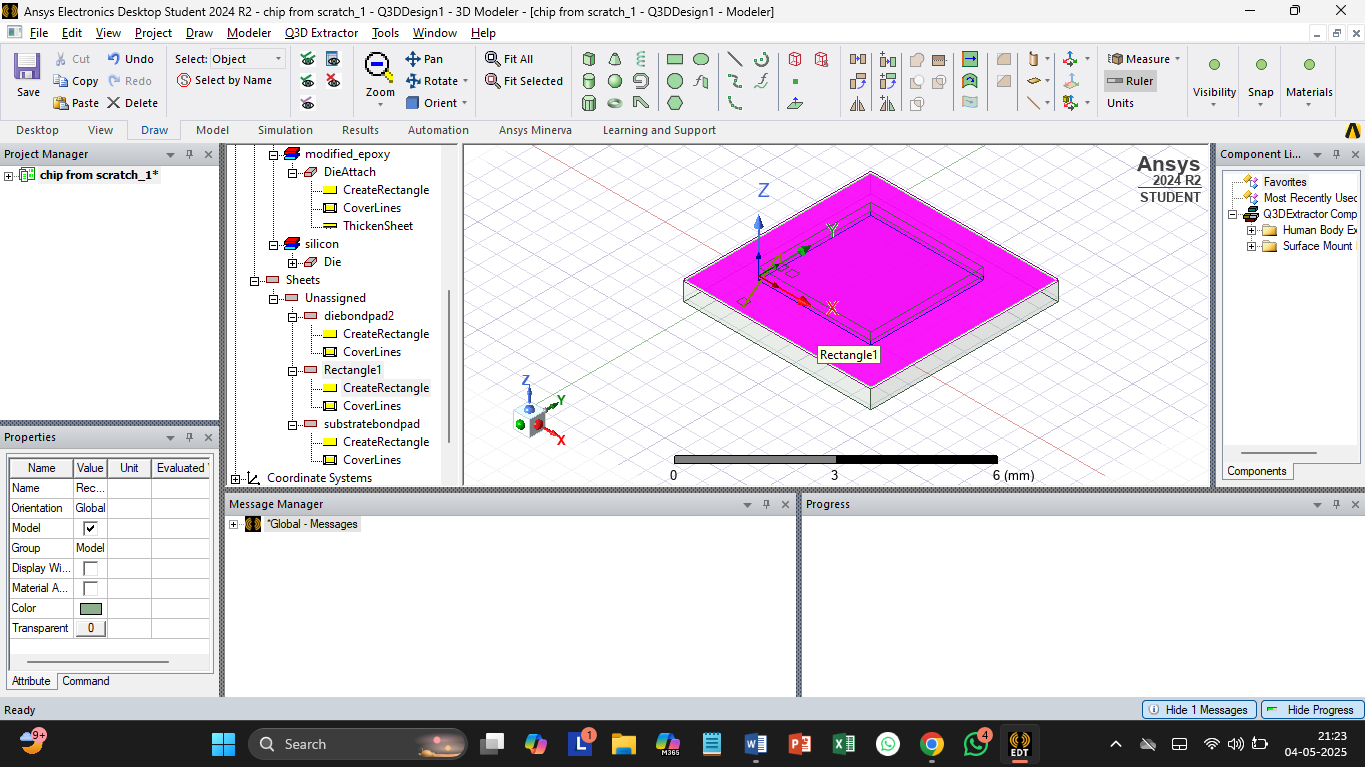 Ansys Electronics Desktop Student 2024 R2 - chip from scratch_1 - Q3DDesign1 - 3D Modeler - [chip from scratch_1 - Q3DDesign1 - Modeler]
File Edit View Project Draw Modeler Q3D Extractor Tools Window Help
Save
Cut
Copy
Paste
Undo
Redo
Delete
Select: Object
Select by Name
Zoom
Pan
Rotate
Orient
Fit All
Fit Selected
Measure
Ruler
Units
Visibility
Snap
Materials
Desktop View Draw Model Simulation Results Automation Ansys Minerva Learning and Support
Project Manager
chip from scratch_1*
modified_epoxy
DieAttach
CreateRectangle
CoverLines
ThickenSheet
silicon
Die
Sheets
Unassigned
diebondpad2
CreateRectangle
CoverLines
Rectangle1
CreateRectangle
CoverLines
substratebondpad
CreateRectangle
CoverLines
Coordinate Systems
Ansys
2024 R2
STUDENT
Z
Y
X
Rectangle1
Z
Y
X
0 3 6 (mm)
Component Li...
Favorites
Most Recently Used
Q3DExtractor Comp
Human Body Ex
Surface Mount
Components
Properties
Name Value Unit Evaluated
Name Rec...
Orientation Global
Model
Group Model
Display Wi...
Material A...
Color
Transparent 0
Attribute Command
Message Manager
*Global - Messages
Progress
Ready
Hide 1 Messages Hide Progress
9+
Search
1
M365
4
EDT
21:23
04-05-2025